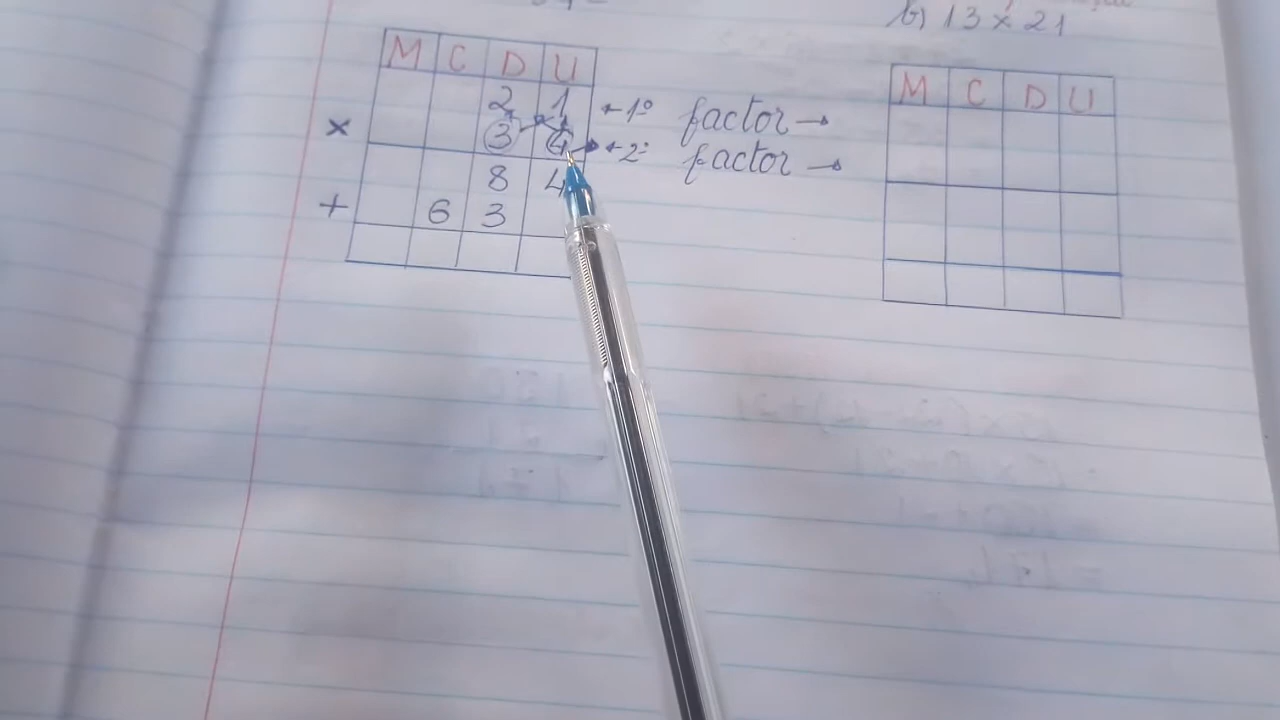 b) 13 x 21
M C D U
2 1 ← 1º factor →
x 3 4 ← 2º factor →
8 4
+ 6 3
M C D U